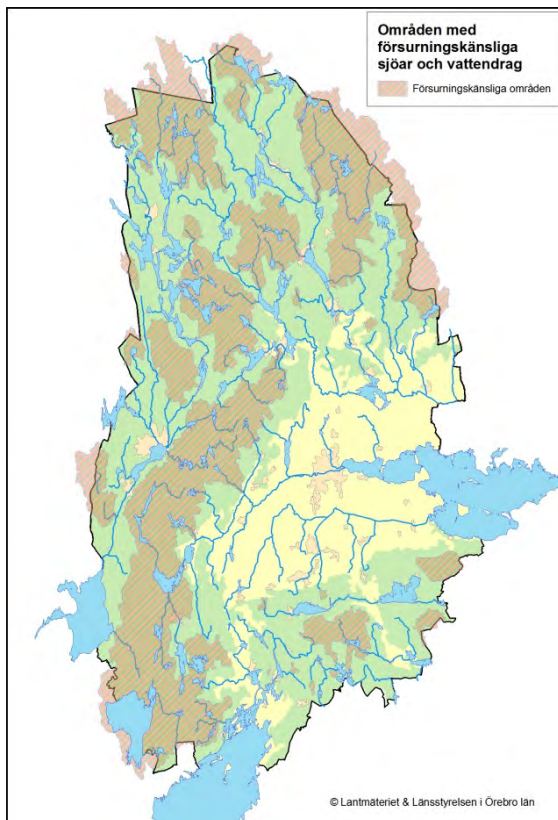 Områden med
försurningskänsliga
sjöar och vattendrag
Försurningskänsliga områden
© Lantmäteriet & Länsstyrelsen i Örebro län